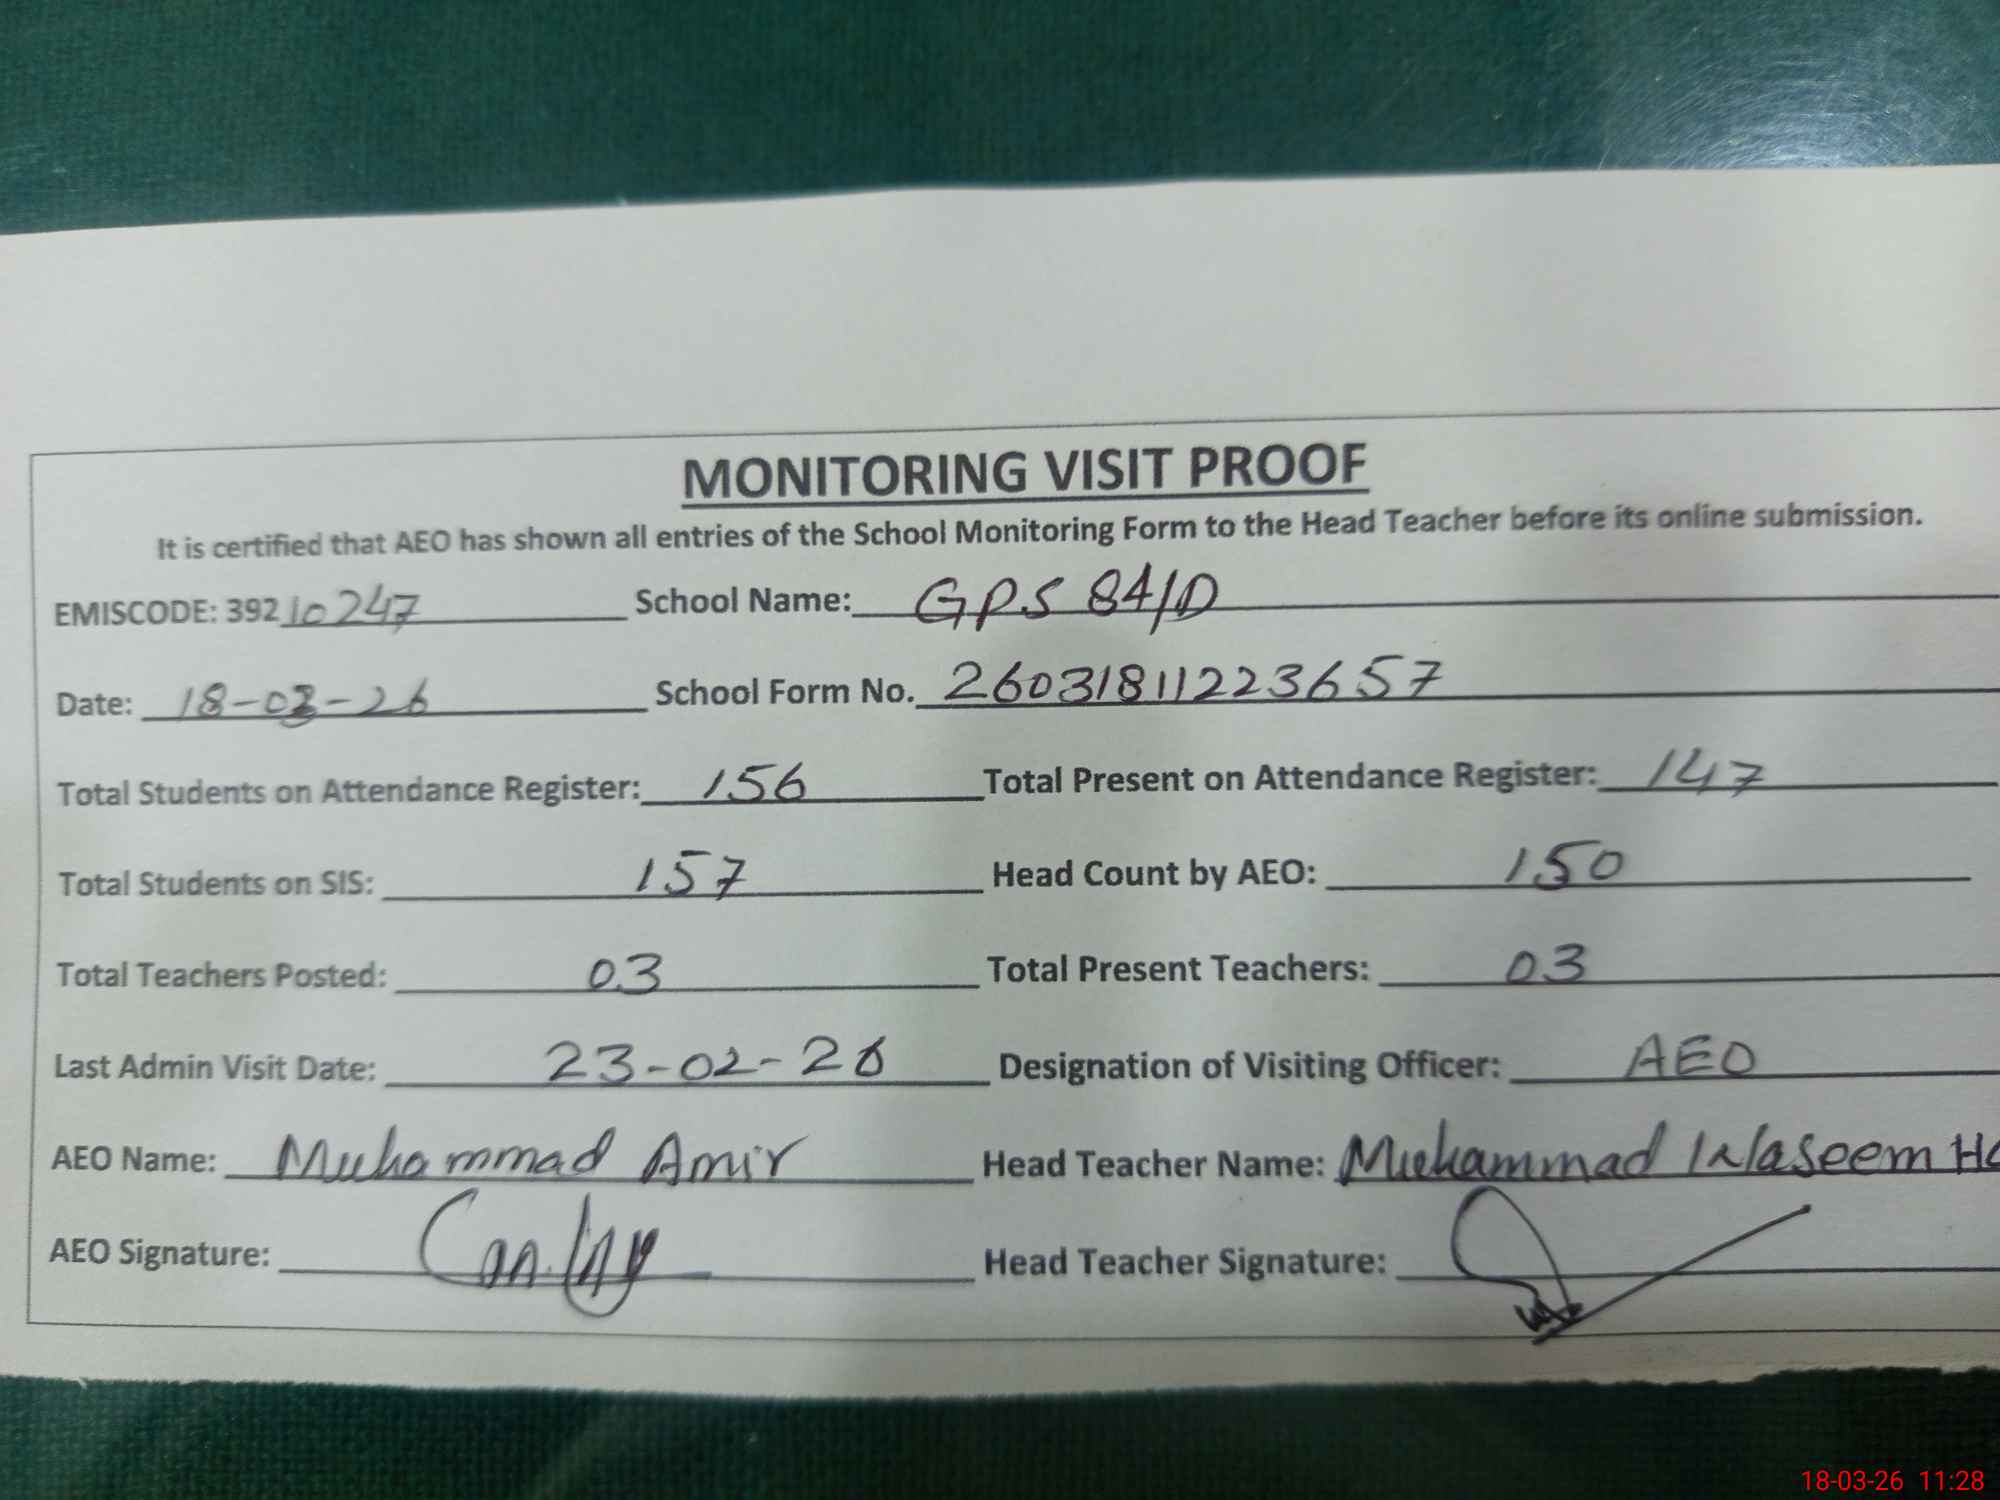 MONITORING VISIT PROOF
It is certified that AEO has shown all entries of the School Monitoring Form to the Head Teacher before its online submission.
EMISCODE: 39210247 School Name: GPS 84/D
Date: 18-03-26 School Form No. 260318112236​57
Total Students on Attendance Register: 156 Total Present on Attendance Register: 147
Total Students on SIS: 157 Head Count by AEO: 150
Total Teachers Posted: 03 Total Present Teachers: 03
Last Admin Visit Date: 23-02-26 Designation of Visiting Officer: AEO
AEO Name: Muhammad Amir Head Teacher Name: Muhammad Waseem
AEO Signature: Head Teacher Signature:
18-03-26 11:28